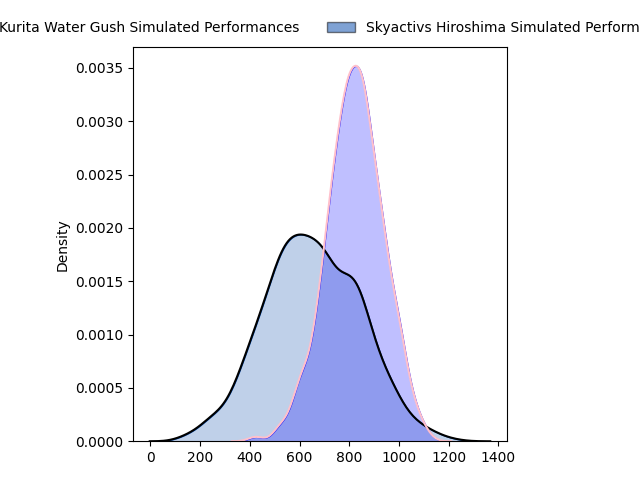 Kurita Water Gush Simulated Performances
Skyactivs Hiroshima Simulated Perform
Density
0.0035
0.0030
0.0025
0.0020
0.0015
0.0010
0.0005
0.0000
0 200 400 600 800 1000 1200 1400